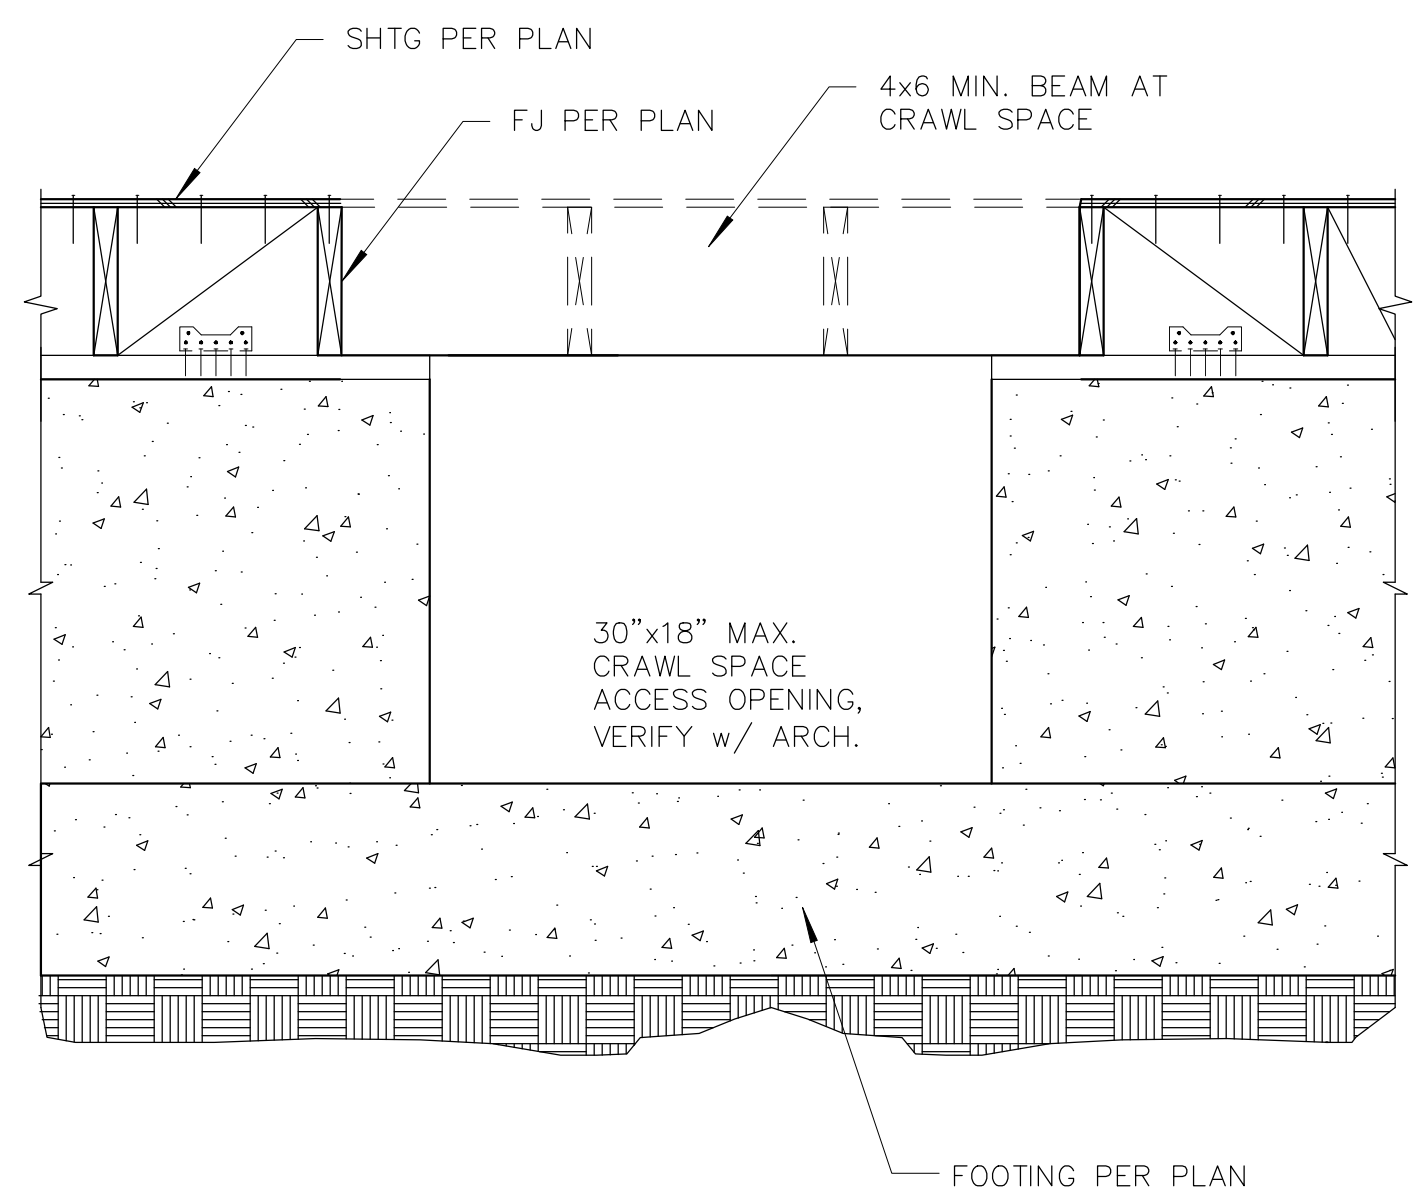 SHTG PER PLAN
4x6 MIN. BEAM AT
CRAWL SPACE
FJ PER PLAN
30”x18” MAX.
CRAWL SPACE
ACCESS OPENING,
VERIFY w/ ARCH.
FOOTING PER PLAN